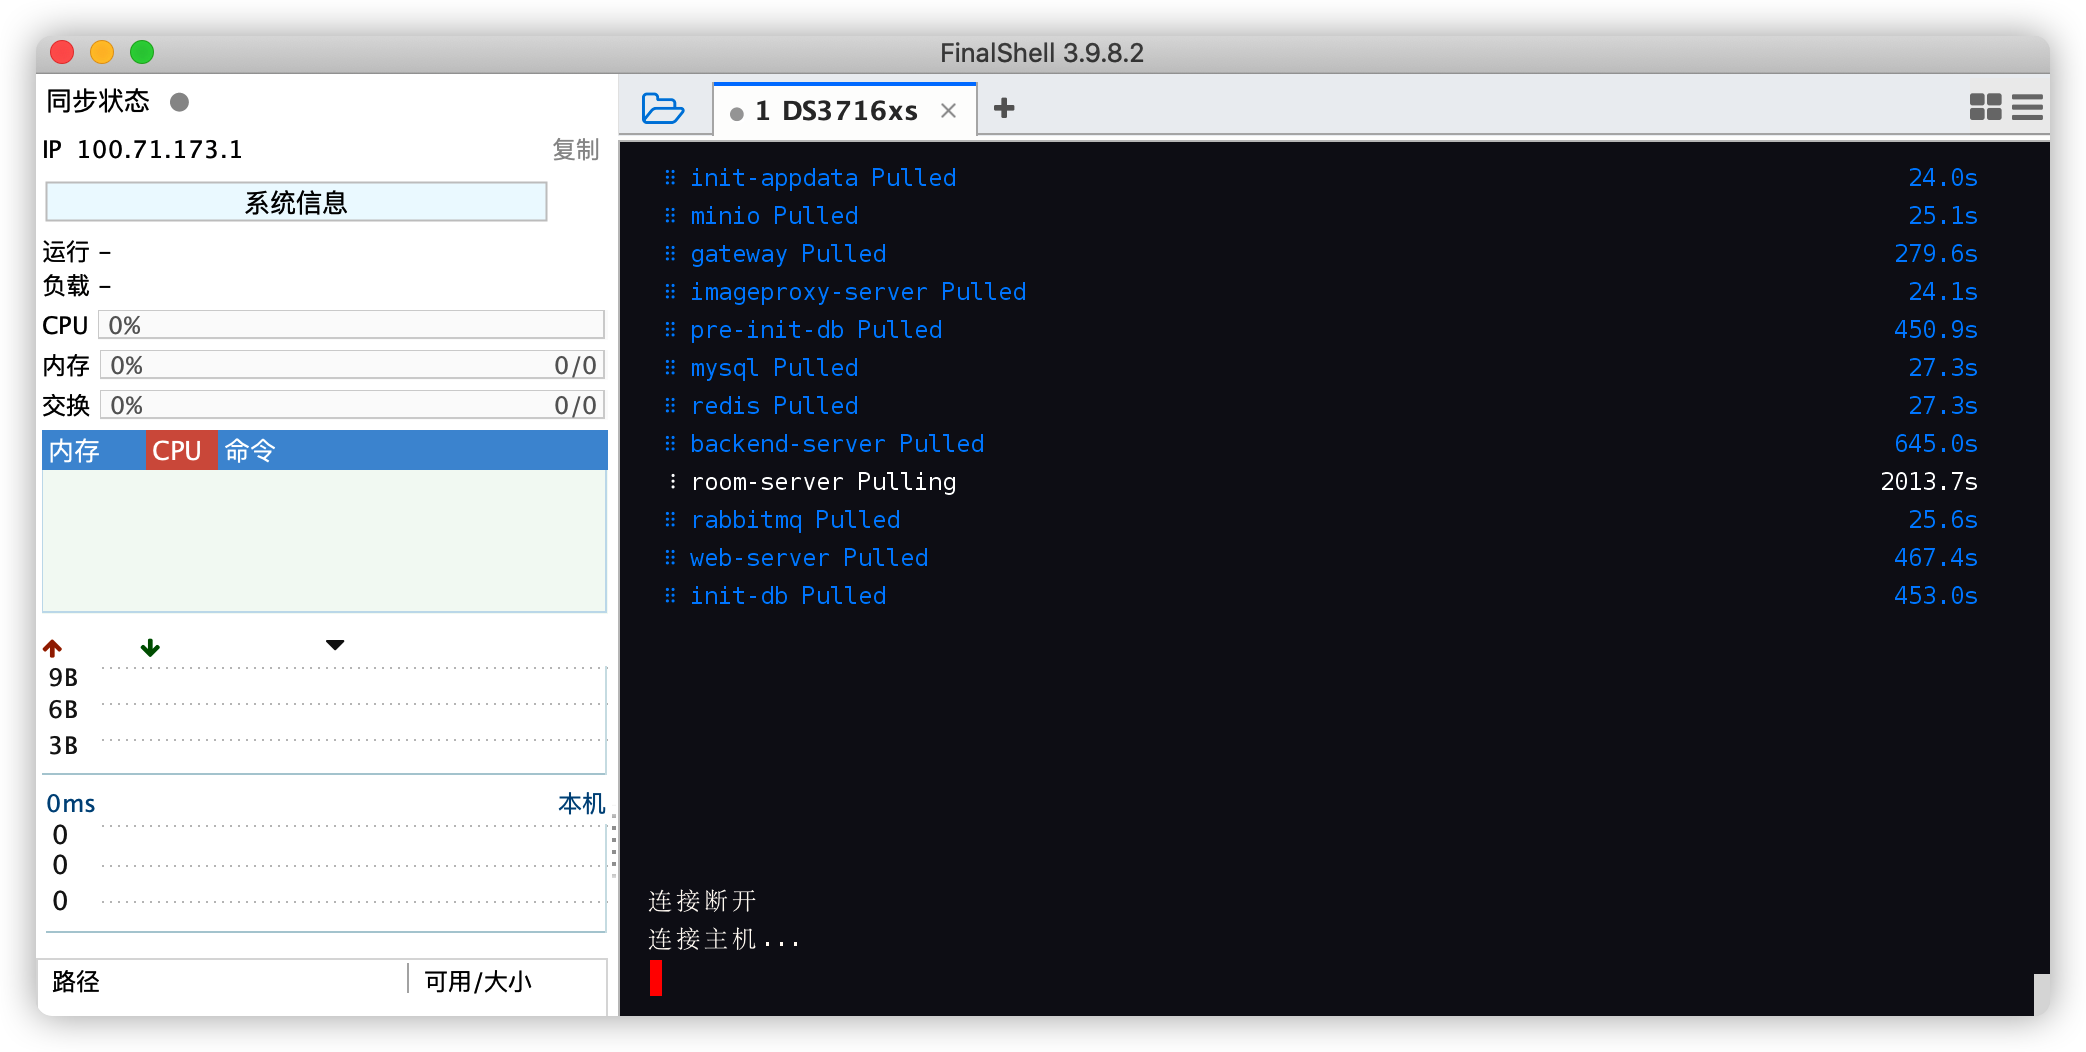 FinalShell 3.9.8.2
同步状态
IP 100.71.173.1 复制
系统信息
运行 -
负载 -
CPU 0%
内存 0% 0/0
交换 0% 0/0
内存 CPU 命令
9B
6B
3B
0ms 本机
0
0
0
路径 可用/大小
1 DS3716xs
init-appdata Pulled 24.0s
minio Pulled 25.1s
gateway Pulled 279.6s
imageproxy-server Pulled 24.1s
pre-init-db Pulled 450.9s
mysql Pulled 27.3s
redis Pulled 27.3s
backend-server Pulled 645.0s
room-server Pulling 2013.7s
rabbitmq Pulled 25.6s
web-server Pulled 467.4s
init-db Pulled 453.0s
连接断开
连接主机...